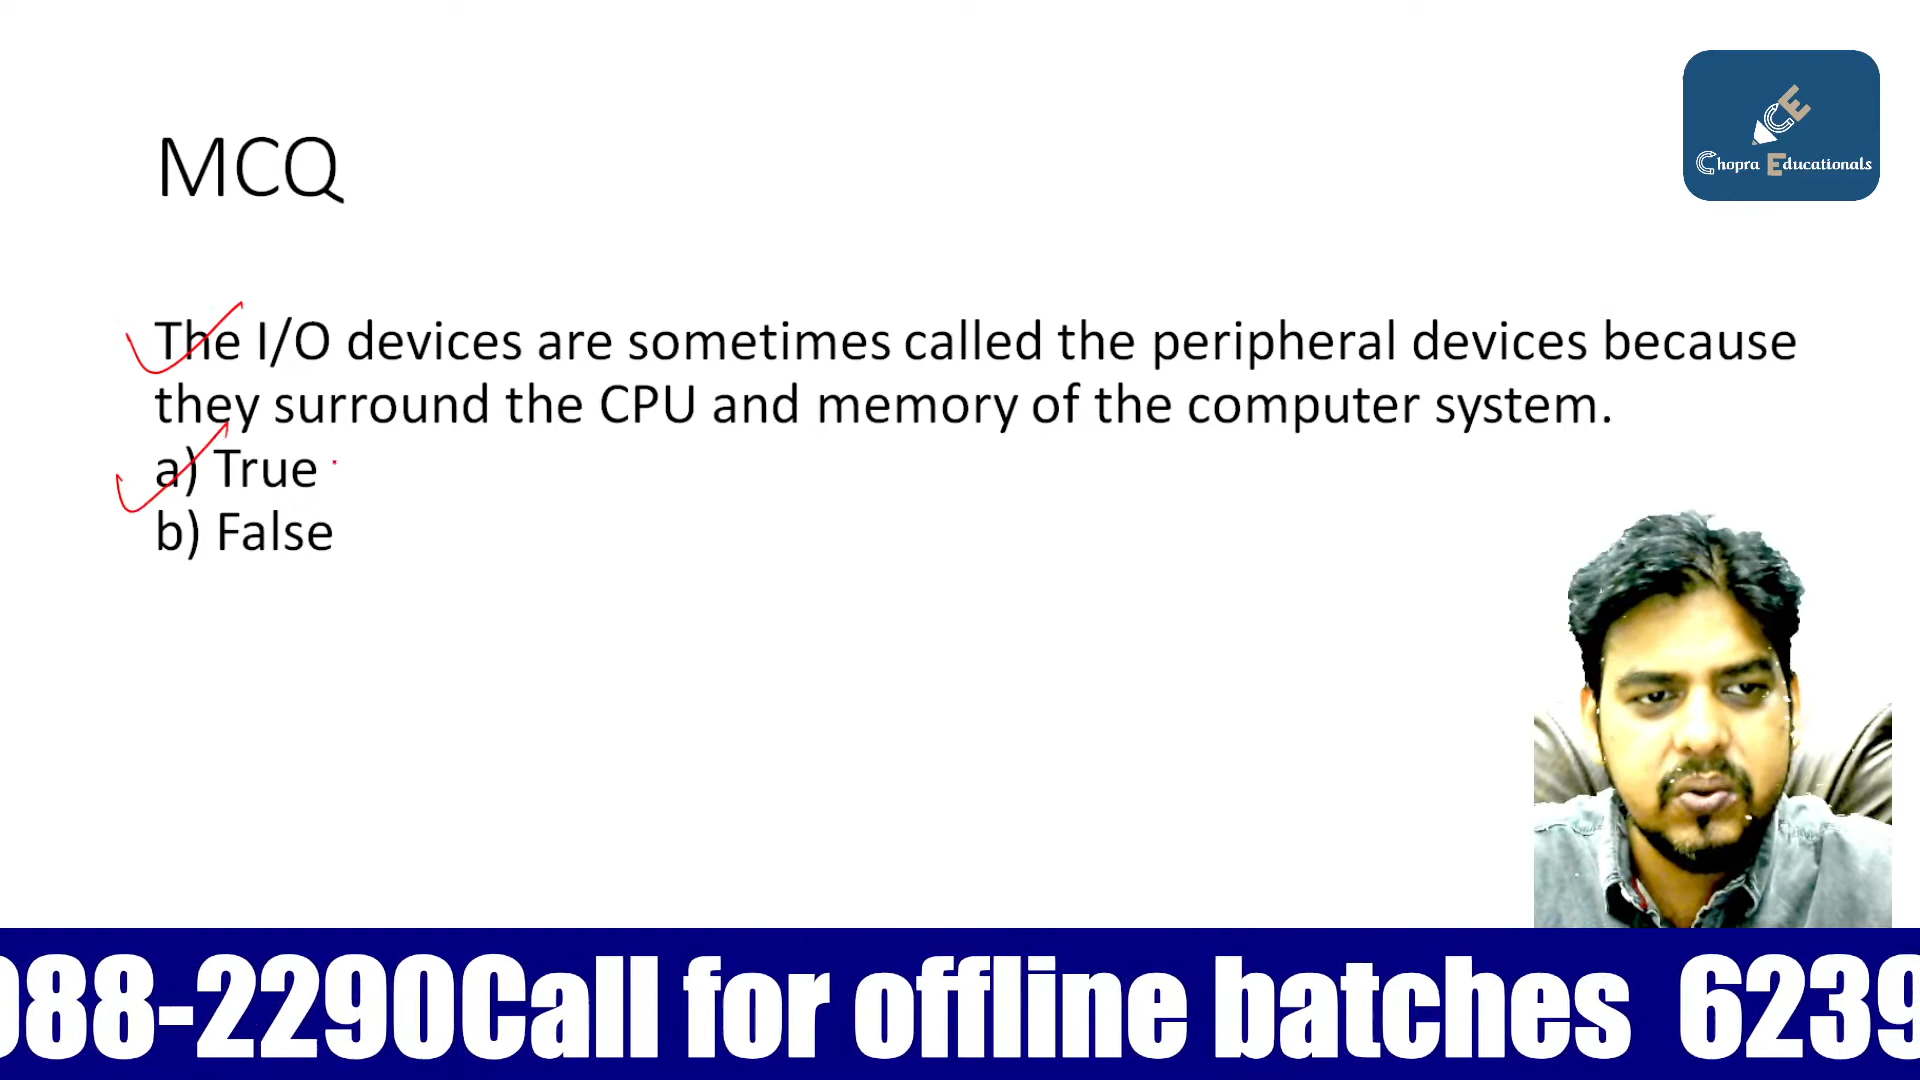 MCQ
Chopra Educationals
The I/O devices are sometimes called the peripheral devices because
they surround the CPU and memory of the computer system.
a) True
b) False
088-2290Call for offline batches 6239